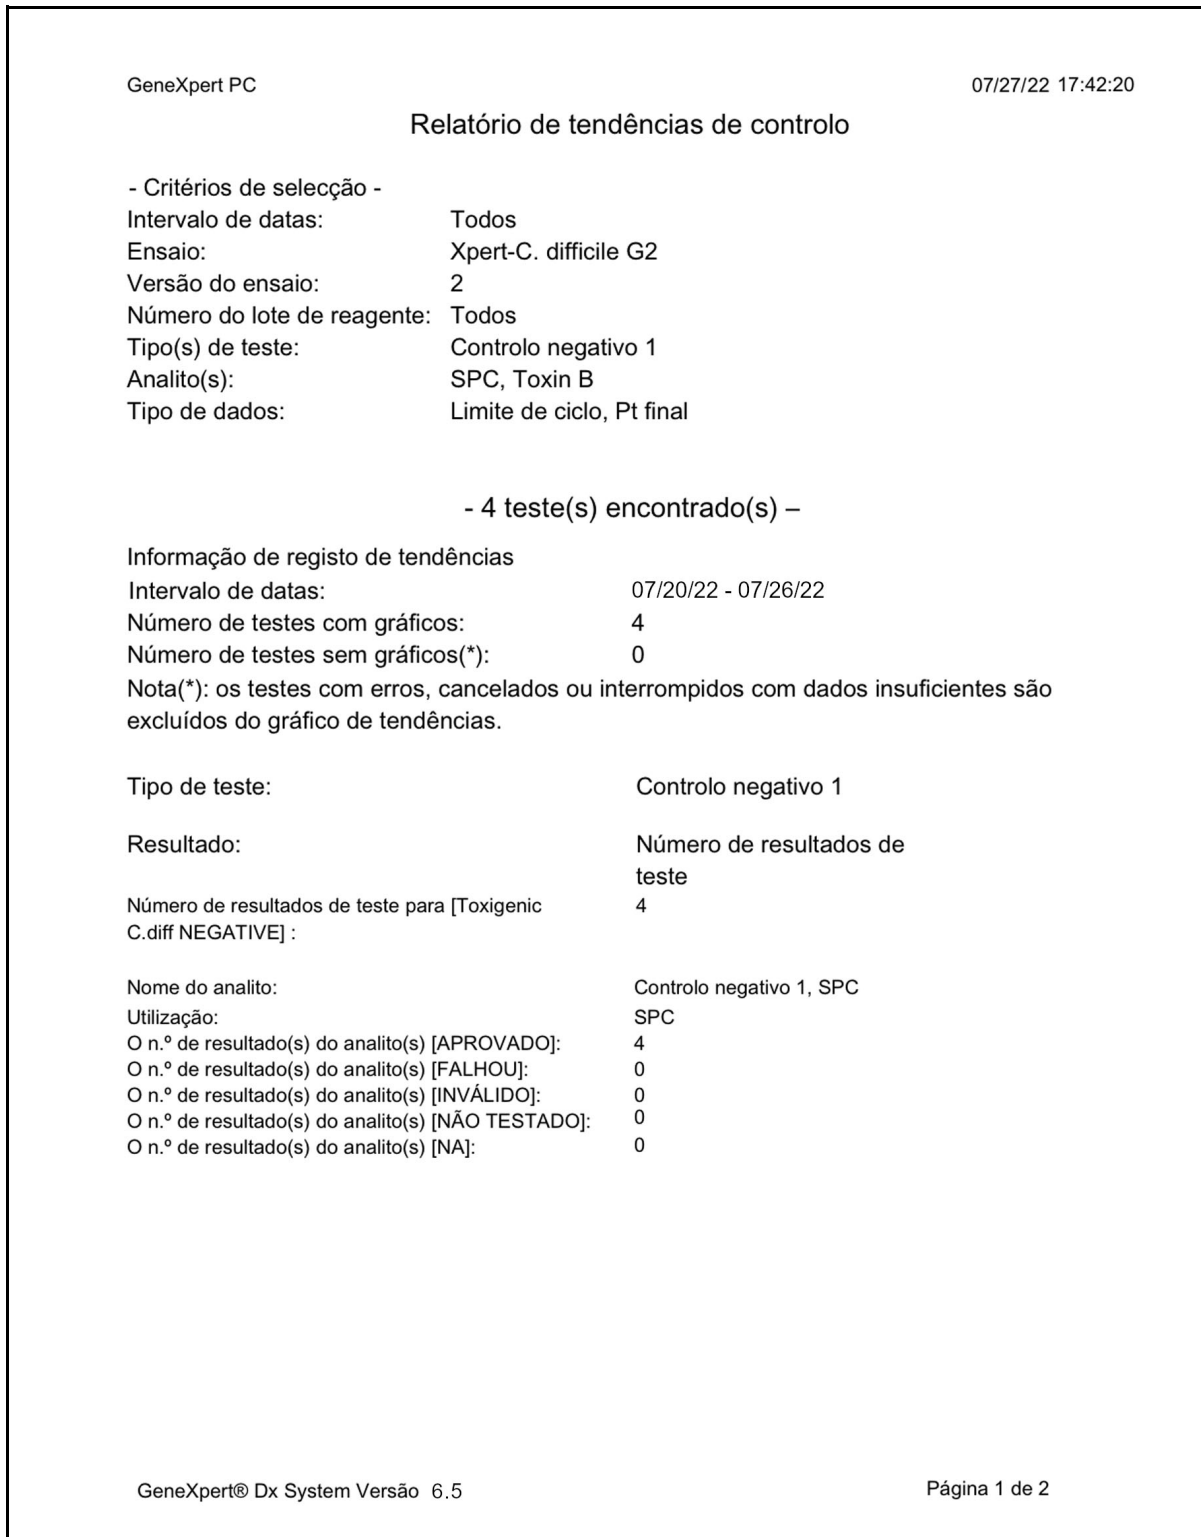 GeneXpert PC 07/27/22 17:42:20
Relatório de tendências de controlo
- Critérios de selecção -
Intervalo de datas: Todos
Ensaio: Xpert-C. difficile G2
Versão do ensaio: 2
Número do lote de reagente: Todos
Tipo(s) de teste: Controlo negativo 1
Analito(s): SPC, Toxin B
Tipo de dados: Limite de ciclo, Pt final
- 4 teste(s) encontrado(s) –
Informação de registo de tendências
Intervalo de datas: 07/20/22 - 07/26/22
Número de testes com gráficos: 4
Número de testes sem gráficos(*): 0
Nota(*): os testes com erros, cancelados ou interrompidos com dados insuficientes são
excluídos do gráfico de tendências.
Tipo de teste: Controlo negativo 1
Resultado: Número de resultados de
teste
Número de resultados de teste para [Toxigenic 4
C.diff NEGATIVE] :
Nome do analito: Controlo negativo 1, SPC
Utilização: SPC
O n.º de resultado(s) do analito(s) [APROVADO]: 4
O n.º de resultado(s) do analito(s) [FALHOU]: 0
O n.º de resultado(s) do analito(s) [INVÁLIDO]: 0
O n.º de resultado(s) do analito(s) [NÃO TESTADO]: 0
O n.º de resultado(s) do analito(s) [NA]: 0
GeneXpert® Dx System Versão 6.5 Página 1 de 2